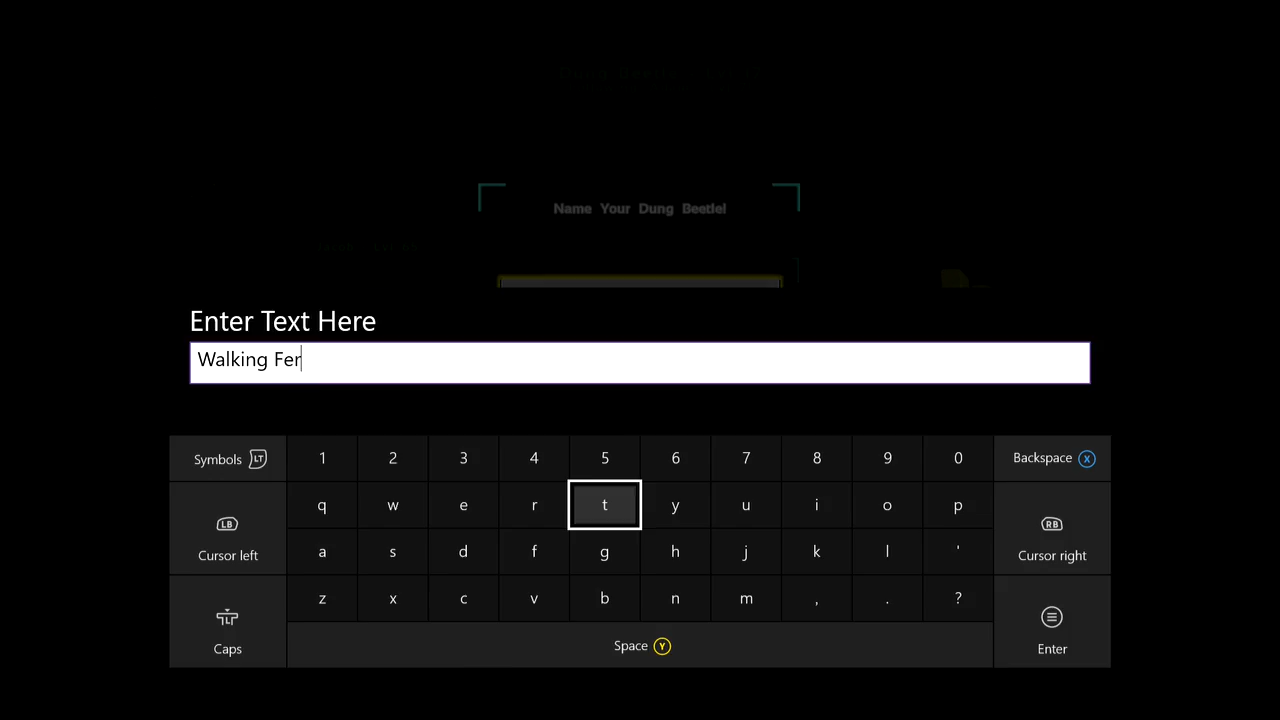 Name Your Dung Beetle!
Enter Text Here
Walking Fer
Symbols LT 1 2 3 4 5 6 7 8 9 0 Backspace X
q w e r t y u i o p
LB RB
Cursor left a s d f g h j k l ' Cursor right
z x c v b n m , . ?
LT
Caps Space Y Enter